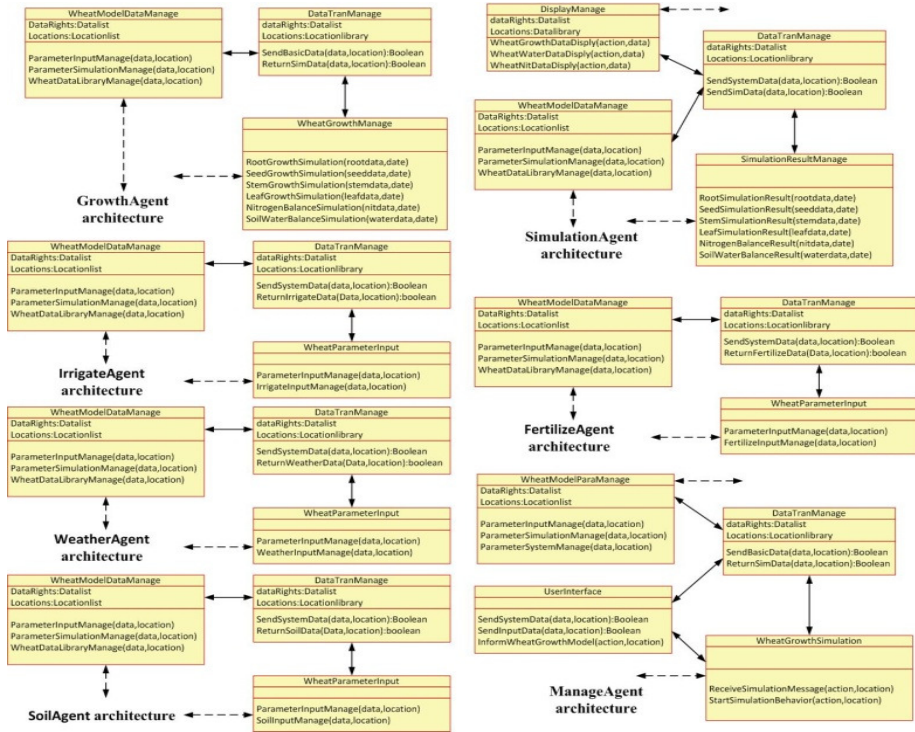 WheatModelDataManage
DataRights:Datalist
Locations:Locationlist
ParameterInputManage(data,location)
ParameterSimulationManage(data,location)
WheatDataLibraryManage(data,location)
DataTranManage
dataRights:Datalist
Locations:Locationlibrary
SendBasicData(data,location):Boolean
ReturnSimData(data,location):Boolean
WheatGrowthManage
RootGrowthSimulation(rootdata,date)
SeedGrowthSimulation(seeddata,date)
StemGrowthSimulation(stemdata,date)
LeafGrowthSimulation(leafdata,date)
NitrogenBalanceSimulation(nitdata,date)
SoilWaterBalanceSimulation(waterdata,date)
GrowthAgent
architecture
WheatModelDataManage
dataRights:Datalist
Locations:Locationlist
ParameterInputManage(data,location)
ParameterSimulationManage(data,location)
WheatDataLibraryManage(data,location)
DataTranManage
dataRights:Datalist
Locations:Locationlibrary
SendSystemData(data,location):Boolean
ReturnIrrigateData(Data,location):boolean
WheatParameterInput
ParameterInputManage(data,location)
IrrigateInputManage(data,location)
IrrigateAgent
architecture
WheatModelDataManage
dataRights:Datalist
Locations:Locationlist
ParameterInputManage(data,location)
ParameterSimulationManage(data,location)
WheatDataLibraryManage(data,location)
DataTranManage
dataRights:Datalist
Locations:Locationlibrary
SendSystemData(data,location):Boolean
ReturnWeatherData(Data,location):boolean
WheatParameterInput
ParameterInputManage(data,location)
WeatherInputManage(data,location)
WeatherAgent
architecture
WheatModelDataManage
dataRights:Datalist
Locations:Locationlist
ParameterInputManage(data,location)
ParameterSimulationManage(data,location)
WheatDataLibraryManage(data,location)
DataTranManage
dataRights:Datalist
Locations:Locationlibrary
SendSystemData(data,location):Boolean
ReturnSoilData(Data,location):boolean
WheatParameterInput
ParameterInputManage(data,location)
SoilInputManage(data,location)
SoilAgent architecture
DisplayManage
dataRights:Datalist
Locations:Datalibrary
WheatGrowthDataDisply(action,data)
WheatWaterDataDisply(action,data)
WheatNitDataDisply(action,data)
DataTranManage
dataRights:Datalist
Locations:Locationlibrary
SendSystemData(data,location):Boolean
SendSimData(data,location):Boolean
WheatModelDataManage
DataRights:Datalist
Locations:Locationlist
ParameterInputManage(data,location)
ParameterSimulationManage(data,location)
WheatDataLibraryManage(data,location)
SimulationResultManage
RootSimulationResult(rootdata,date)
SeedSimulationResult(seeddata,date)
StemSimulationResult(stemdata,date)
LeafSimulationResult(leafdata,date)
NitrogenBalanceResult(nitdata,date)
SoilWaterBalanceResult(waterdata,date)
SimulationAgent
architecture
WheatModelDataManage
DataRights:Datalist
Locations:Locationlist
ParameterInputManage(data,location)
ParameterSimulationManage(data,location)
WheatDataLibraryManage(data,location)
DataTranManage
dataRights:Datalist
Locations:Locationlibrary
SendSystemData(data,location):Boolean
ReturnFertilizeData(Data,location):boolean
WheatParameterInput
ParameterInputManage(data,location)
FertilizeInputManage(data,location)
FertilizeAgent
architecture
WheatModelParaManage
DataRights:Datalist
Locations:Locationlist
ParameterInputManage(data,location)
ParameterSimulationManage(data,location)
ParameterSystemManage(data,location)
DataTranManage
dataRights:Datalist
Locations:Locationlibrary
SendBasicData(data,location):Boolean
ReturnSimData(data,location):Boolean
UserInterface
SendSystemData(data,location):Boolean
SendInputData(data,location):Boolean
InformWheatGrowthModel(action,location)
WheatGrowthSimulation
ReceiveSimulationMessage(action,location)
StartSimulationBehavior(action,location)
ManageAgent
architecture